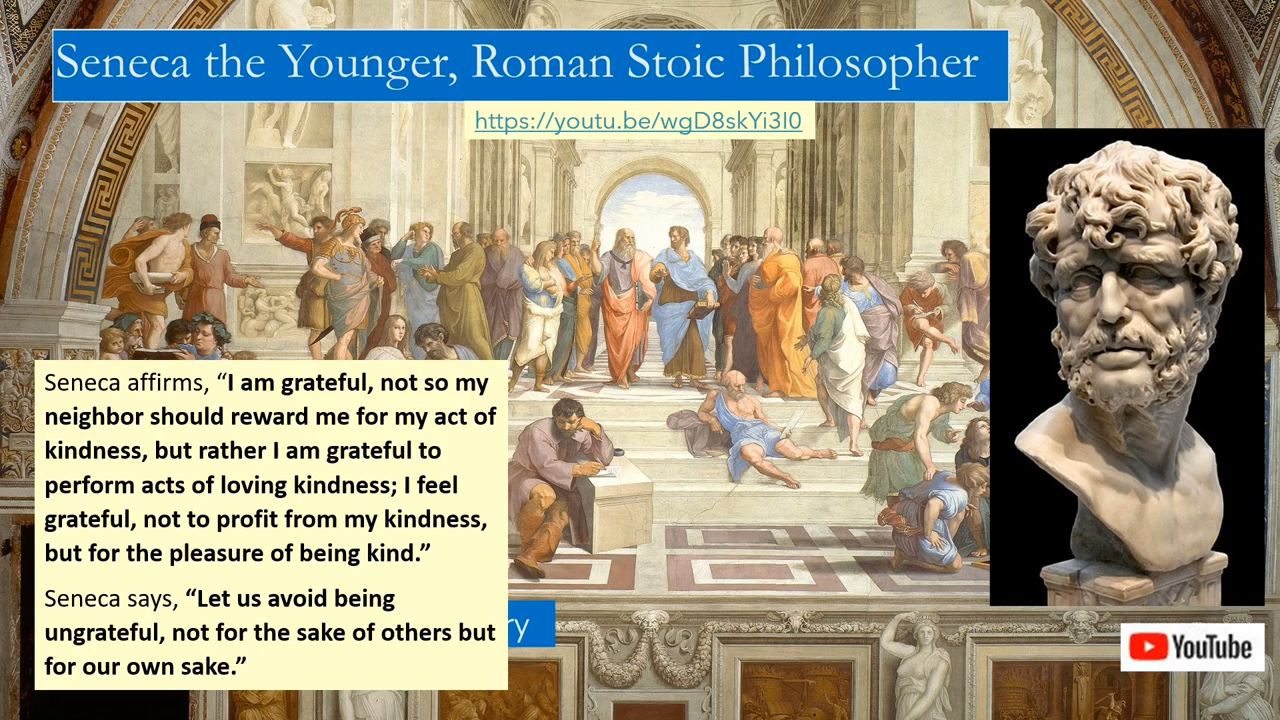 Seneca the Younger, Roman Stoic Philosopher
https://youtu.be/wgD8skYi3l0
Seneca affirms, “I am grateful, not so my
neighbor should reward me for my act of
kindness, but rather I am grateful to
perform acts of loving kindness; I feel
grateful, not to profit from my kindness,
but for the pleasure of being kind.”
Seneca says, “Let us avoid being
ungrateful, not for the sake of others but
for our own sake.”
YouTube